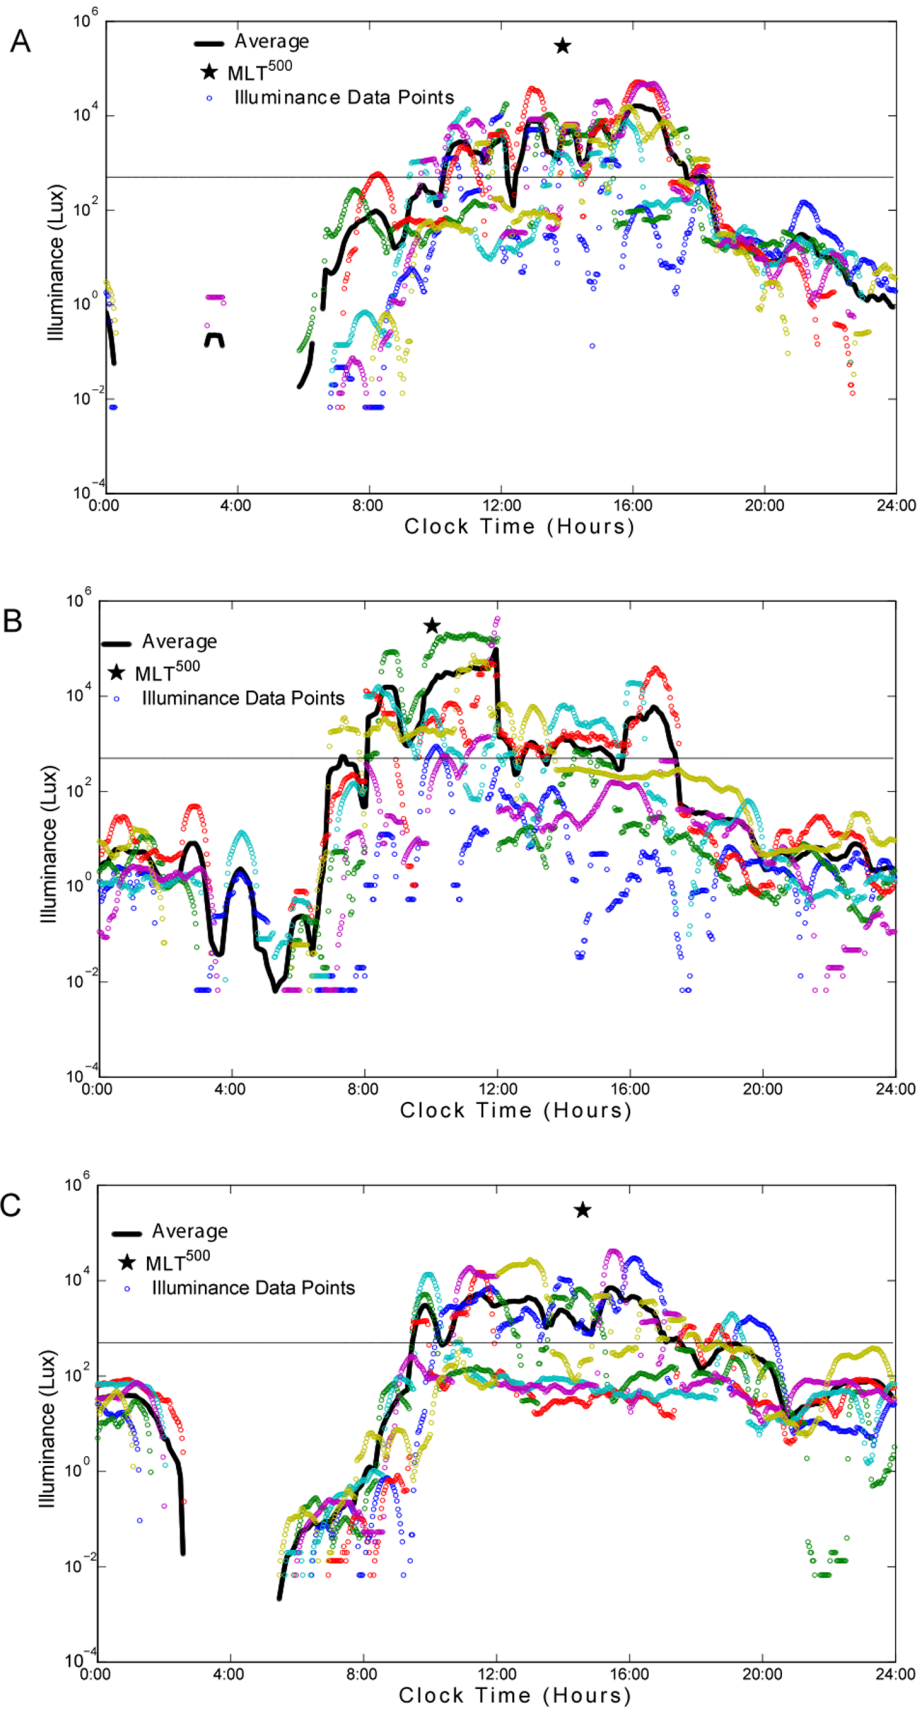 A
10^6
Average
MLT^500
Illuminance Data Points
10^4
10^2
10^0
10^−2
10^−4
Illuminance (Lux)
0:00 4:00 8:00 12:00 16:00 20:00 24:00
Clock Time (Hours)
B
10^6
Average
MLT^500
Illuminance Data Points
10^4
10^2
10^0
10^−2
10^−4
Illuminance (Lux)
0:00 4:00 8:00 12:00 16:00 20:00 24:00
Clock Time (Hours)
C
10^6
Average
MLT^500
Illuminance Data Points
10^4
10^2
10^0
10^−2
10^−4
Illuminance (Lux)
0:00 4:00 8:00 12:00 16:00 20:00 24:00
Clock Time (Hours)